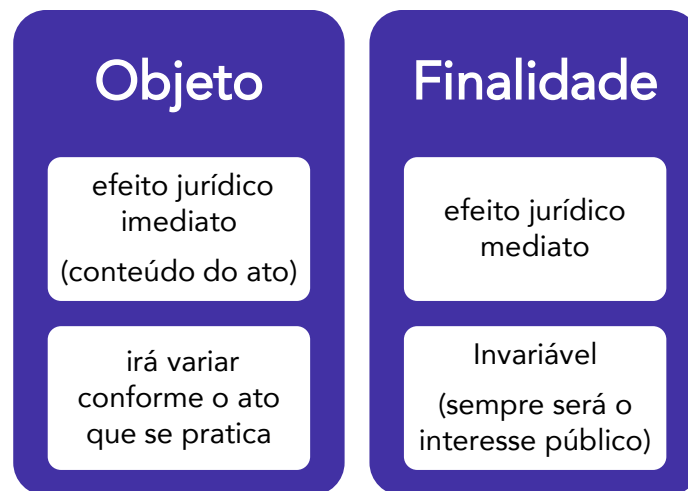 Objeto
efeito jurídico
imediato
(conteúdo do ato)
irá variar
conforme o ato
que se pratica
Finalidade
efeito jurídico
mediato
Invariável
(sempre será o
interesse público)